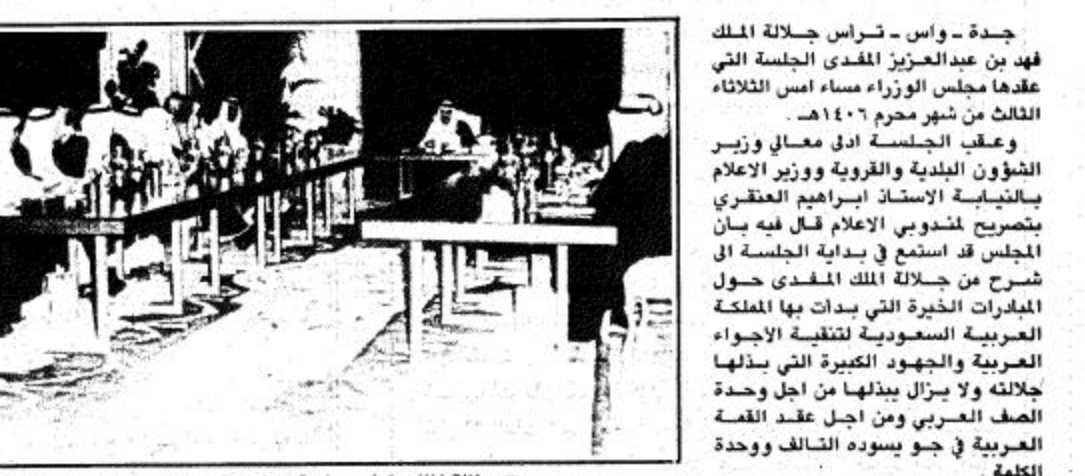 جدة ـ واس ـ ترأس جلالة الملك
فهد بن عبدالعزيز المفدى الجلسة التي
عقدها مجلس الوزراء مساء امس الثلاثاء
الثالث من شهر محرم ١٤٠٦هـ .
وعقب الجلسة ادلى معالي وزير
الشؤون البلدية والقروية ووزير الاعلام
بالنيابة الاستاذ ابراهيم العنقري
بتصريح لمندوبي الاعلام قال فيه بان
المجلس قد استمع في بداية الجلسة الى
شرح من جلالة الملك المفدى حول
المبادرات الخيرة التي بدأت بها المملكة
العربية السعودية لتنقية الاجواء
العربية والجهود الكبيرة التي بذلها
جلالته ولا يزال يبذلها من اجل وحدة
الصف العربي ومن اجل عقد القمة
العربية في جو يسوده التالف ووحدة
الكلمة .